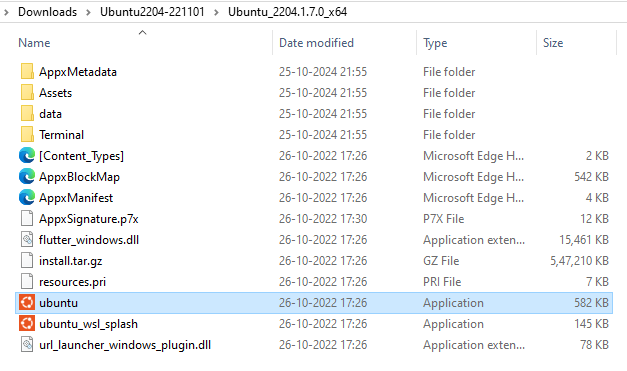 Downloads > Ubuntu2204-221101 > Ubuntu_2204.1.7.0_x64
Name Date modified Type Size
AppxMetadata 25-10-2024 21:55 File folder
Assets 25-10-2024 21:55 File folder
data 25-10-2024 21:55 File folder
Terminal 25-10-2024 21:55 File folder
[Content_Types] 26-10-2022 17:26 Microsoft Edge H... 2 KB
AppxBlockMap 26-10-2022 17:26 Microsoft Edge H... 542 KB
AppxManifest 26-10-2022 17:26 Microsoft Edge H... 4 KB
AppxSignature.p7x 26-10-2022 17:30 P7X File 12 KB
flutter_windows.dll 26-10-2022 17:26 Application exten... 15,461 KB
install.tar.gz 26-10-2022 17:26 GZ File 5,47,210 KB
resources.pri 26-10-2022 17:26 PRI File 7 KB
ubuntu 26-10-2022 17:26 Application 582 KB
ubuntu_wsl_splash 26-10-2022 17:26 Application 145 KB
url_launcher_windows_plugin.dll 26-10-2022 17:26 Application exten... 78 KB